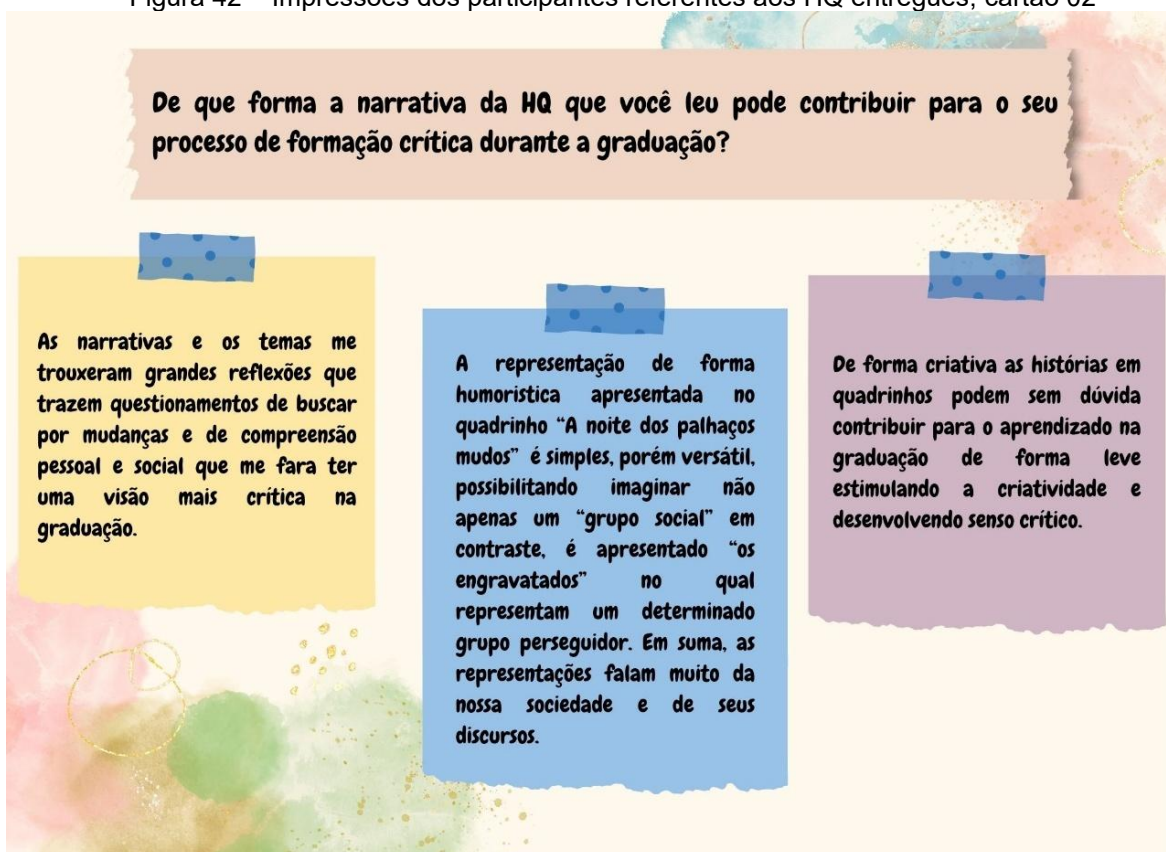 Figura 42 – Impressões dos participantes referentes aos HQ entregues, cartão 02
De que forma a narrativa da HQ que você leu pode contribuir para o seu
processo de formação crítica durante a graduação?
As narrativas e os temas me
trouxeram grandes reflexões que
trazem questionamentos de buscar
por mudanças e de compreensão
pessoal e social que me fara ter
uma visão mais crítica na
graduação.
A representação de forma
humoristica apresentada no
quadrinho “A noite dos palhaços
mudos” é simples, porém versátil,
possibilitando imaginar não
apenas um “grupo social” em
contraste, é apresentado “os
engravatados” no qual
representam um determinado
grupo perseguidor. Em suma, as
representações falam muito da
nossa sociedade e de seus
discursos.
De forma criativa as histórias em
quadrinhos podem sem dúvida
contribuir para o aprendizado na
graduação de forma leve
estimulando a criatividade e
desenvolvendo senso crítico.